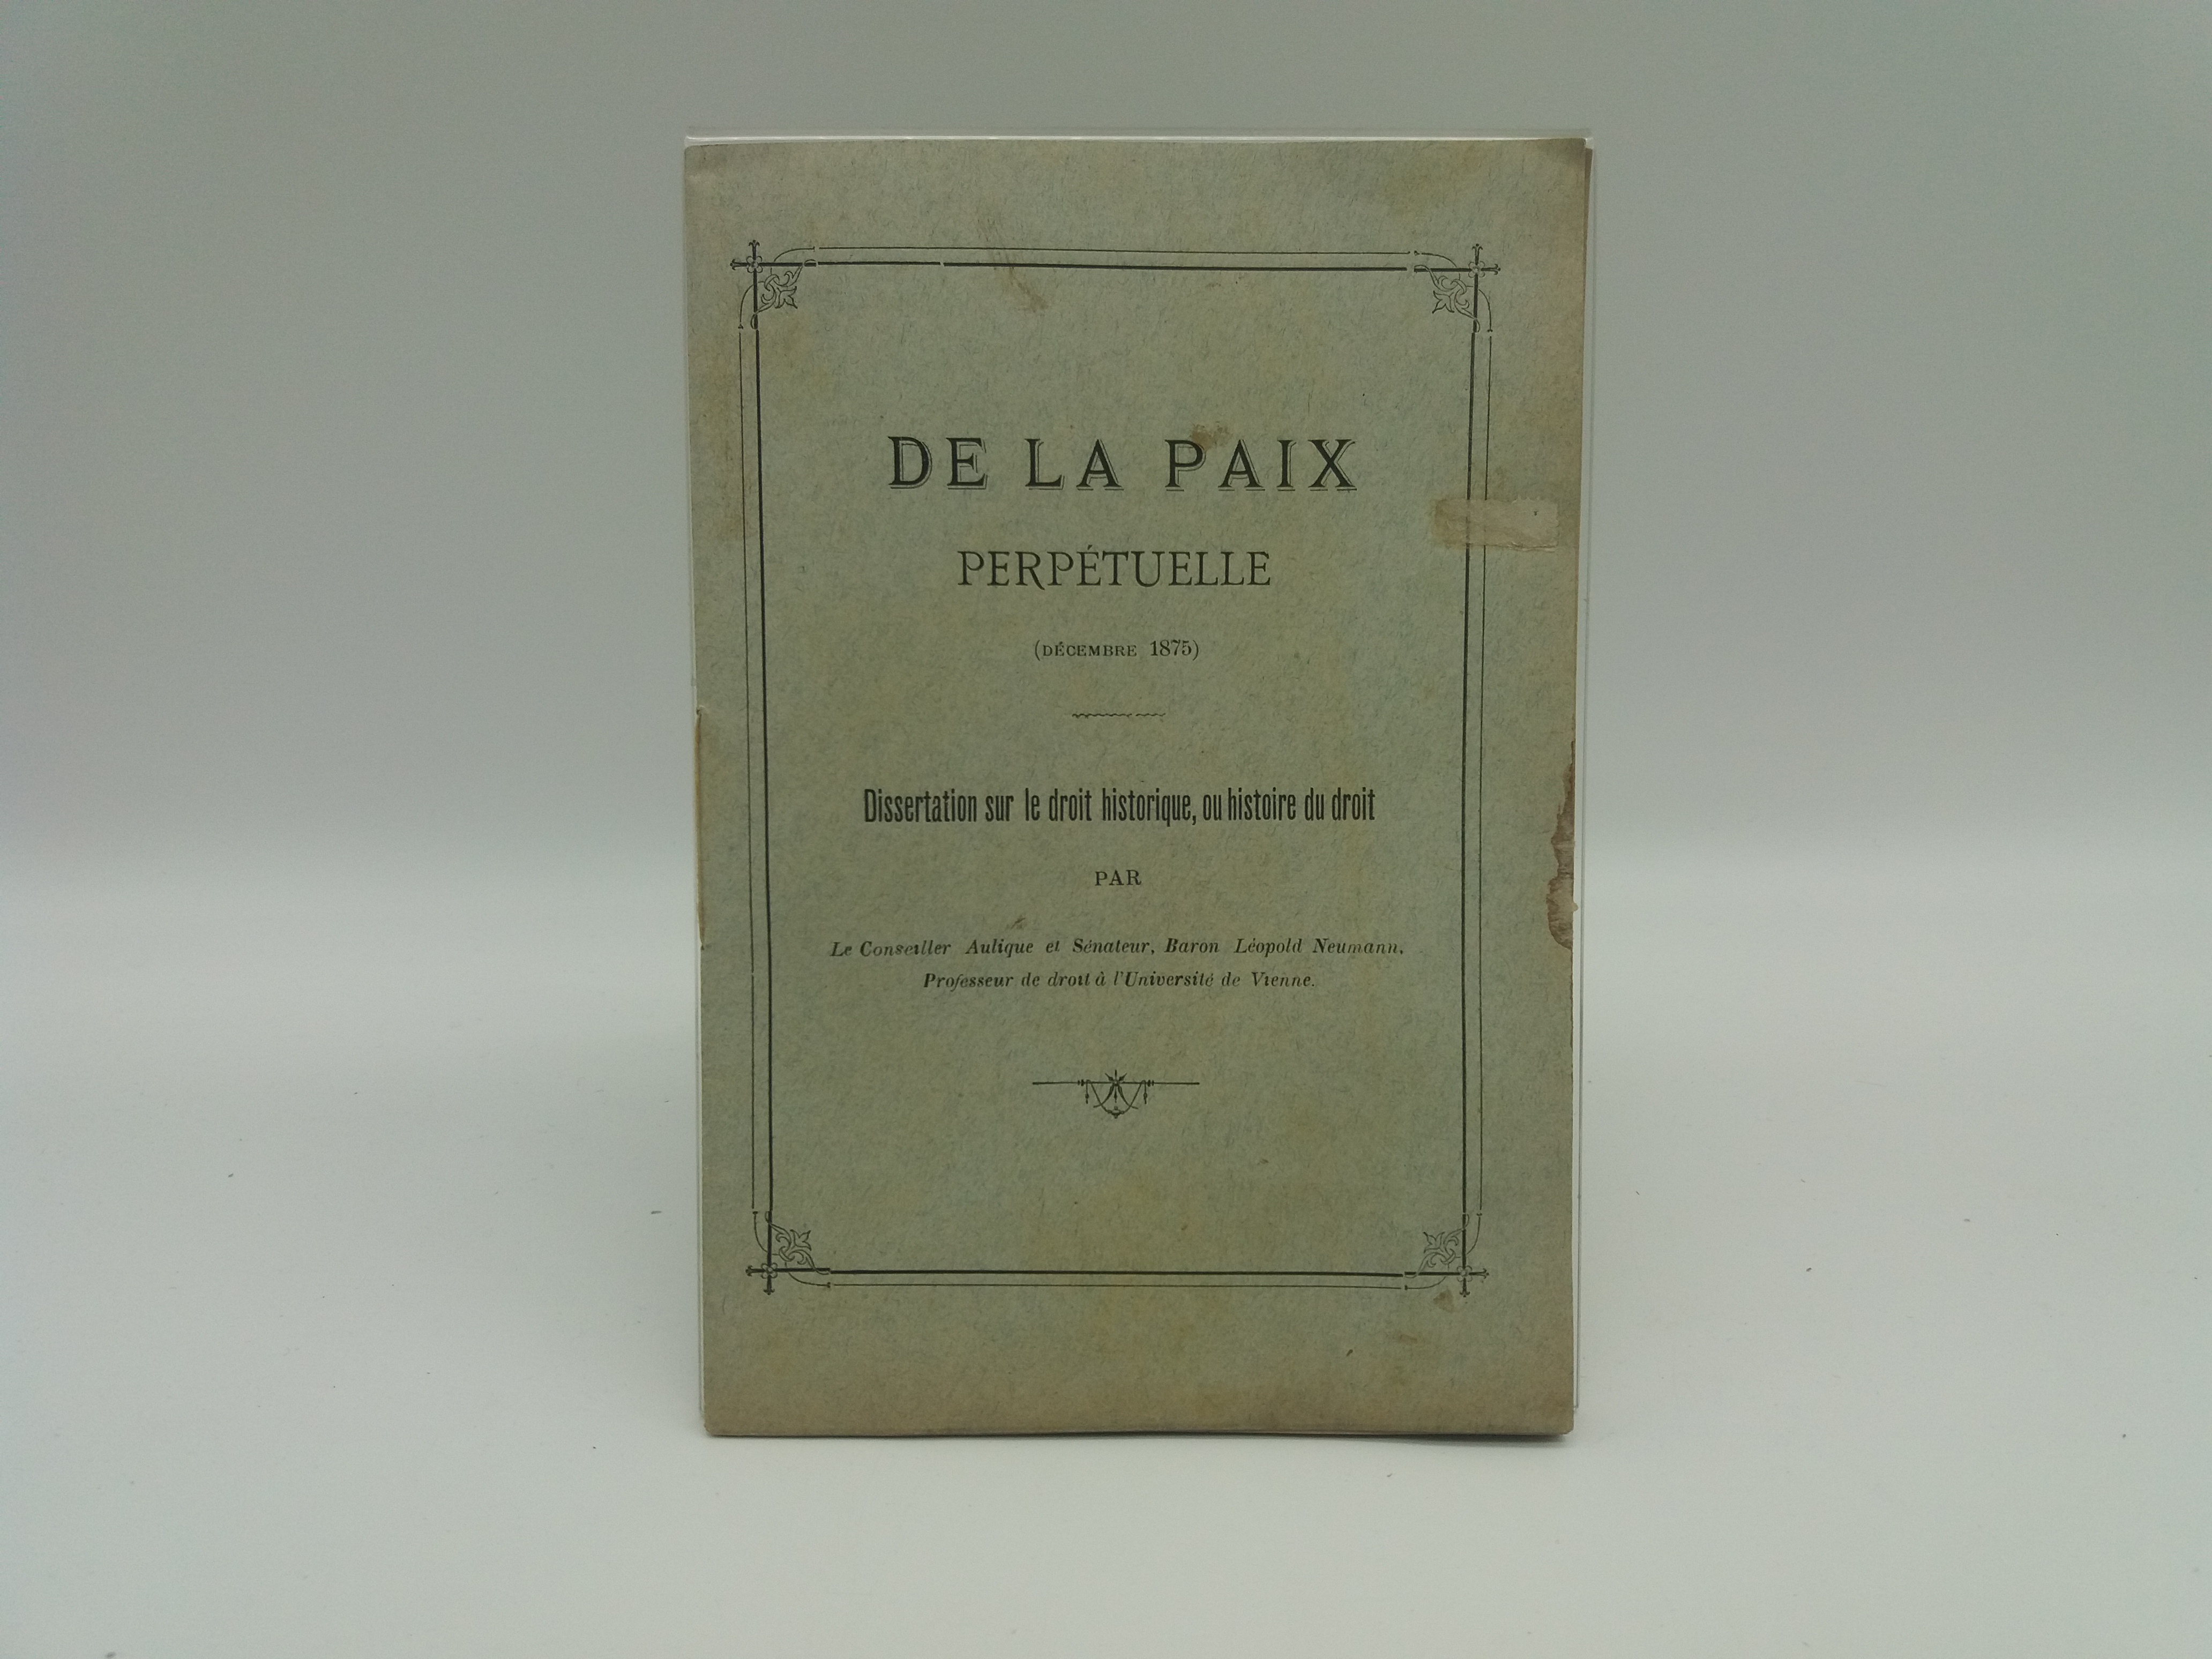 DE LA PAIX
PERPÉTUELLE
(DÉCEMBRE 1875)
Dissertation sur le droit historique, ou histoire du droit
PAR
Le Conseiller Aulique et Sénateur, Baron Léopold Neumann,
Professeur de droit à l'Université de Vienne.